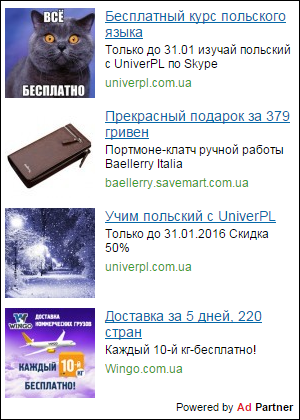 ВСЁ
БЕСПЛАТНО
Бесплатный курс польского
языка
Только до 31.01 изучай польский
с UniverPL по Skype
univerpl.com.ua
Прекрасный подарок за 379
гривен
Портмоне-клатч ручной работы
Baellerry Italia
baellerry.savemart.com.ua
Учим польский с UniverPL
Только до 31.01.2016 Скидка
50%
univerpl.com.ua
WINGO
ДОСТАВКА
КОММЕРЧЕСКИХ ГРУЗОВ
КАЖДЫЙ 10-й КГ
БЕСПЛАТНО!
Доставка за 5 дней, 220
стран
Каждый 10-й кг-бесплатно!
Wingo.com.ua
Powered by Ad Partner